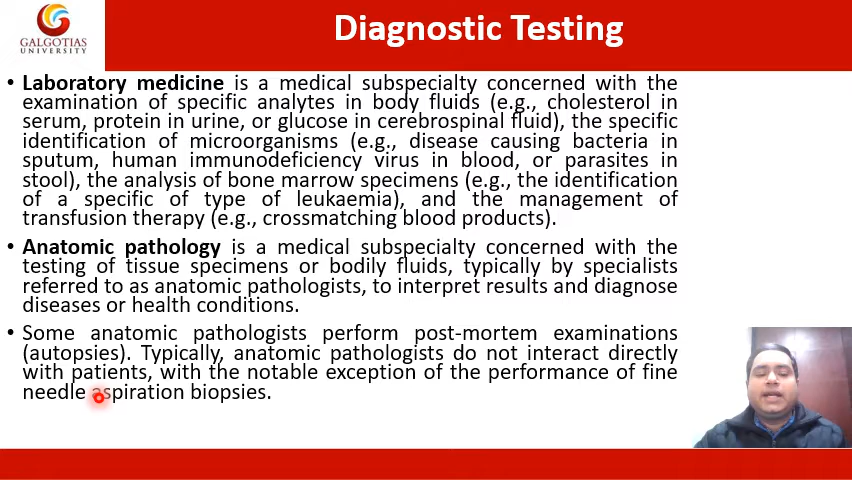 GALGOTIAS
UNIVERSITY
Diagnostic Testing
• Laboratory medicine is a medical subspecialty concerned with the
examination of specific analytes in body fluids (e.g., cholesterol in
serum, protein in urine, or glucose in cerebrospinal fluid), the specific
identification of microorganisms (e.g., disease causing bacteria in
sputum, human immunodeficiency virus in blood, or parasites in
stool), the analysis of bone marrow specimens (e.g., the identification
of a specific of type of leukaemia), and the management of
transfusion therapy (e.g., crossmatching blood products).
• Anatomic pathology is a medical subspecialty concerned with the
testing of tissue specimens or bodily fluids, typically by specialists
referred to as anatomic pathologists, to interpret results and diagnose
diseases or health conditions.
• Some anatomic pathologists perform post-mortem examinations
(autopsies). Typically, anatomic pathologists do not interact directly
with patients, with the notable exception of the performance of fine
needle aspiration biopsies.